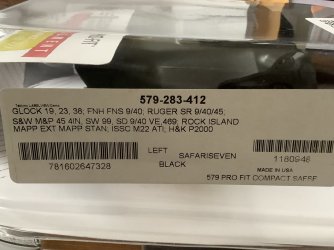 579-283-412
GLOCK 19, 23, 38; FNH FNS 9/40; RUGER SR 9/40/45;
S&W M&P 45 4IN, SW 99, SD 9/40 VE,469; ROCK ISLAND
MAPP EXT MAPP STAN; ISSC M22 ATI; H&K P2000
781602647328
LEFT
SAFARISEVEN
BLACK
1180946
MADE IN USA
579 PRO FIT COMPACT SAFSE